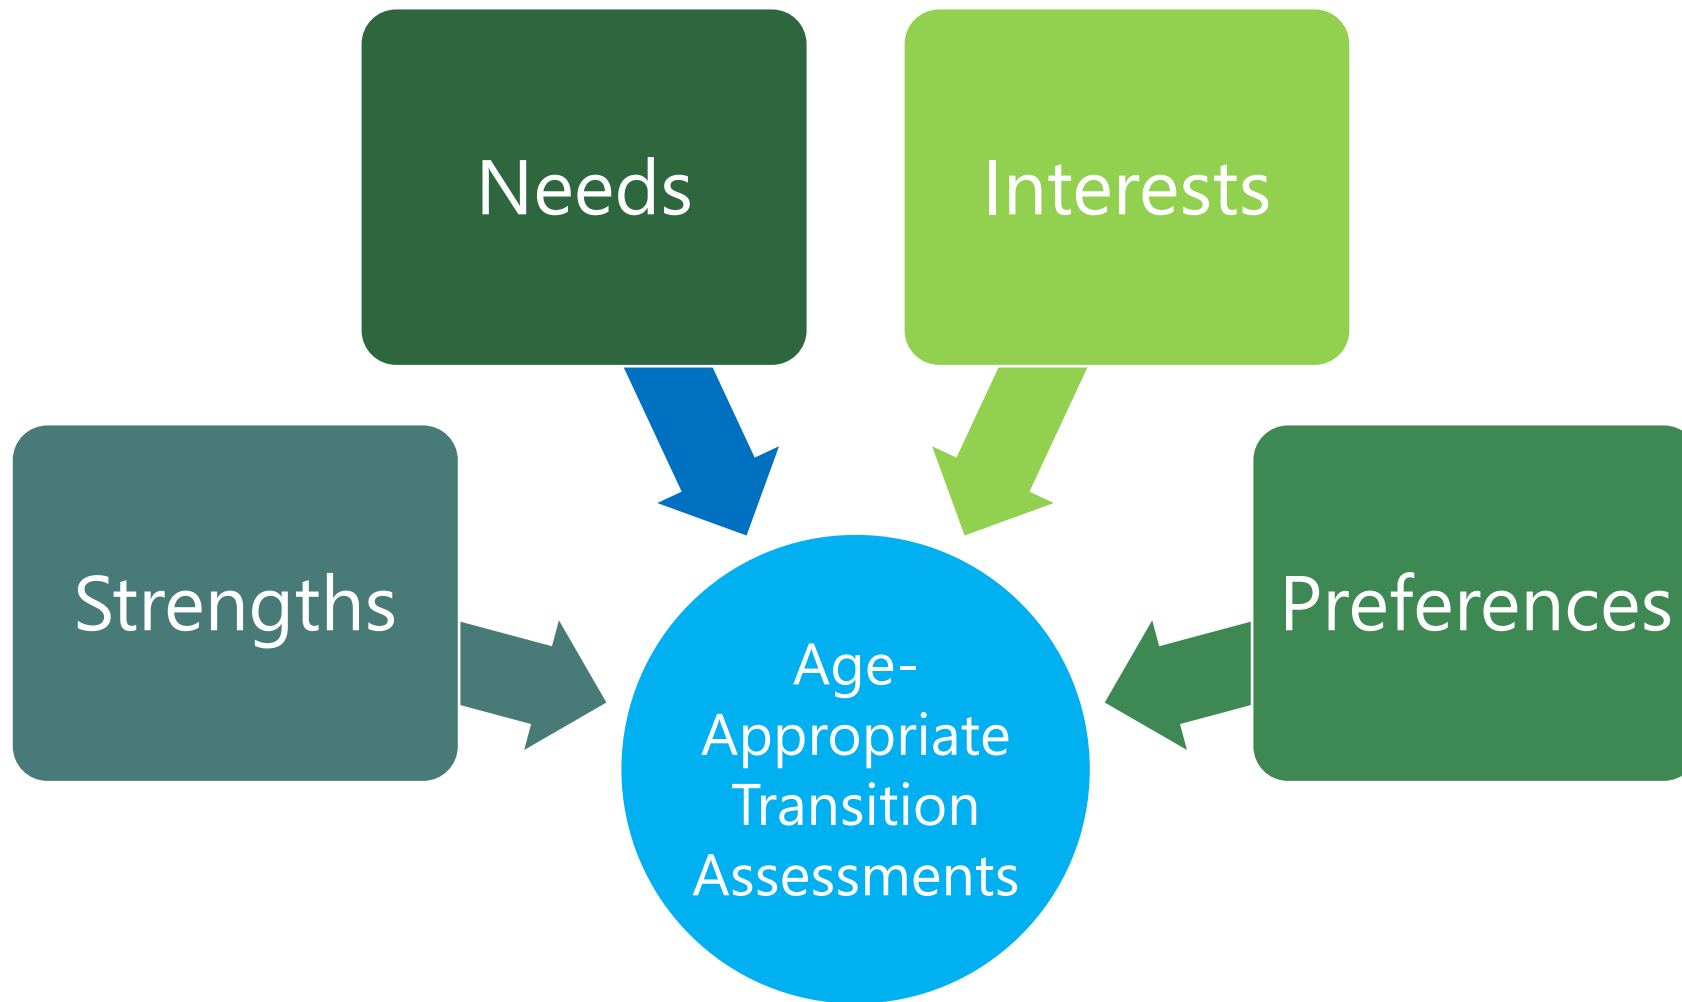 Needs
Interests
Strengths
Preferences
Age-
Appropriate
Transition
Assessments